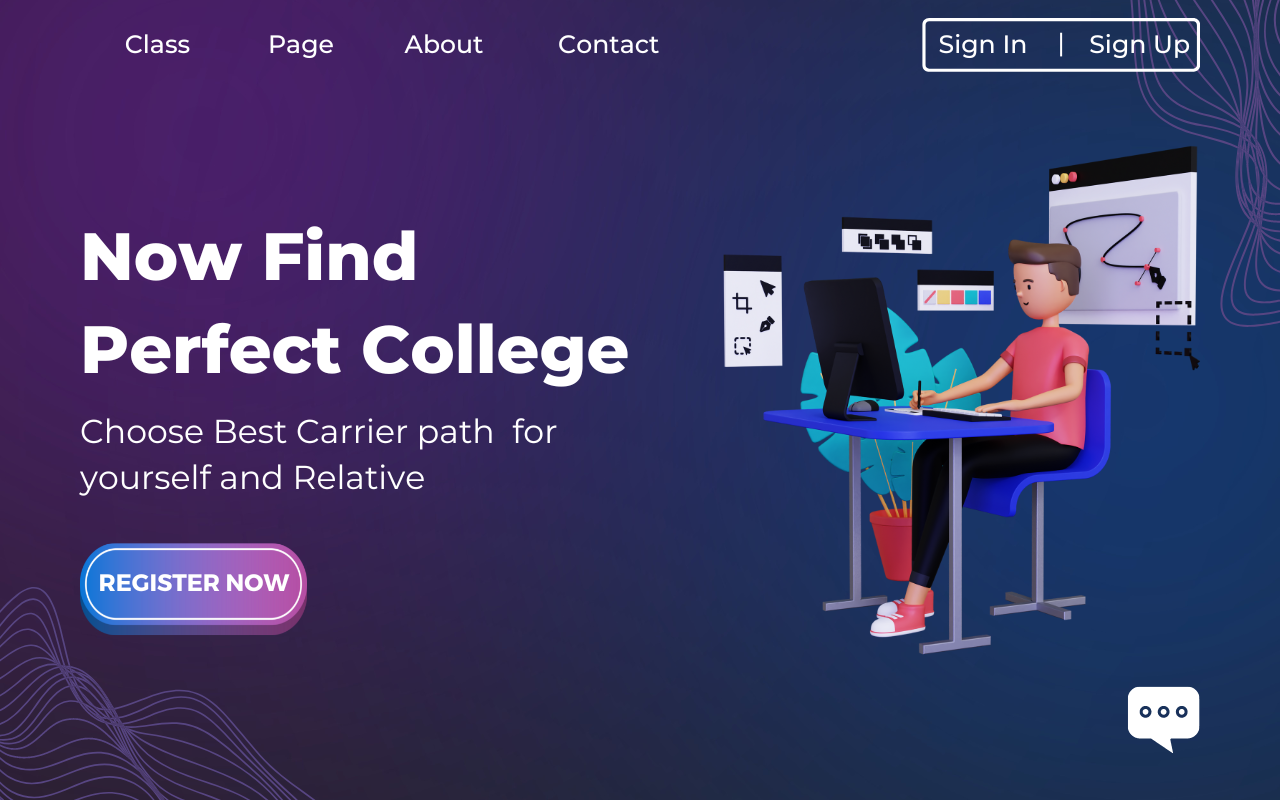 Class Page About Contact Sign In | Sign Up
Now Find
Perfect College
Choose Best Carrier path  for
yourself and Relative
REGISTER NOW